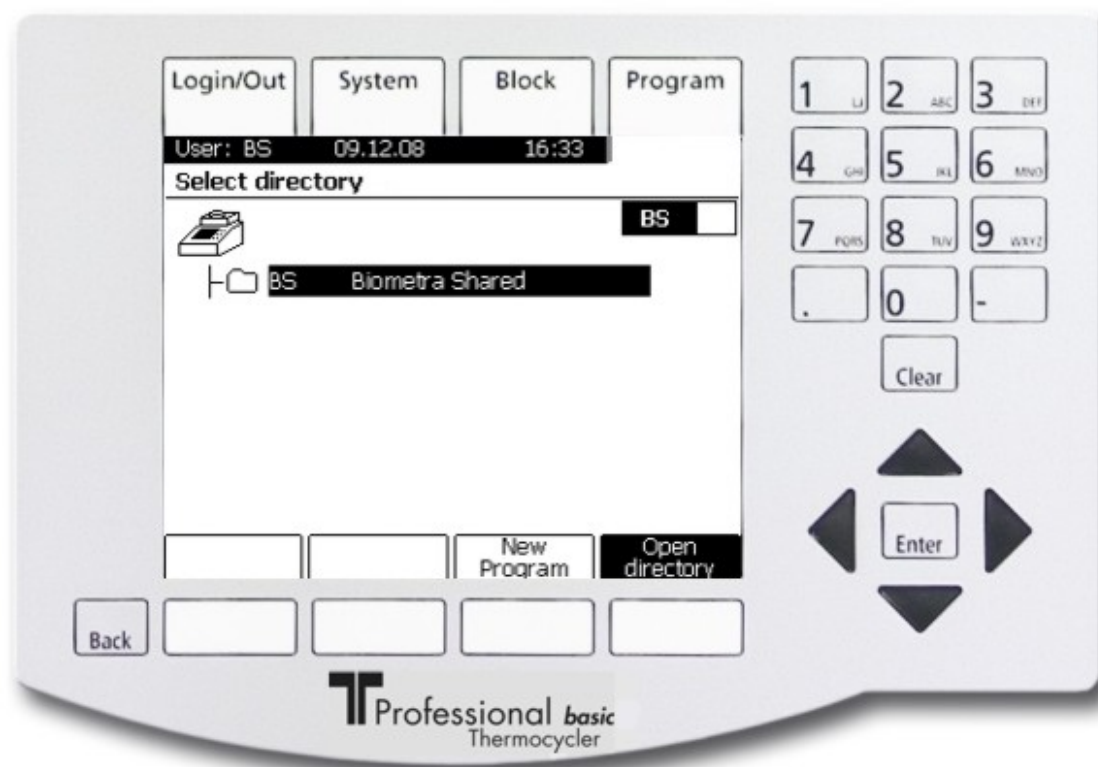 Login/Out System Block Program
User: BS 09.12.08 16:33
Select directory
BS
BS Biometra Shared
New Program
Open directory
Back
1
2 ABC
3 DEF
4 GHI
5 JKL
6 MNO
7 PQRS
8 TUV
9 WXYZ
.
0
-
Clear
Enter
Professional basic
Thermocycler